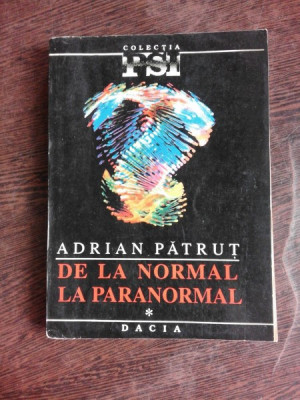 COLECȚIA
PSI
ADRIAN PĂTRUȚ
DE LA NORMAL
LA PARANORMAL
*
DACIA